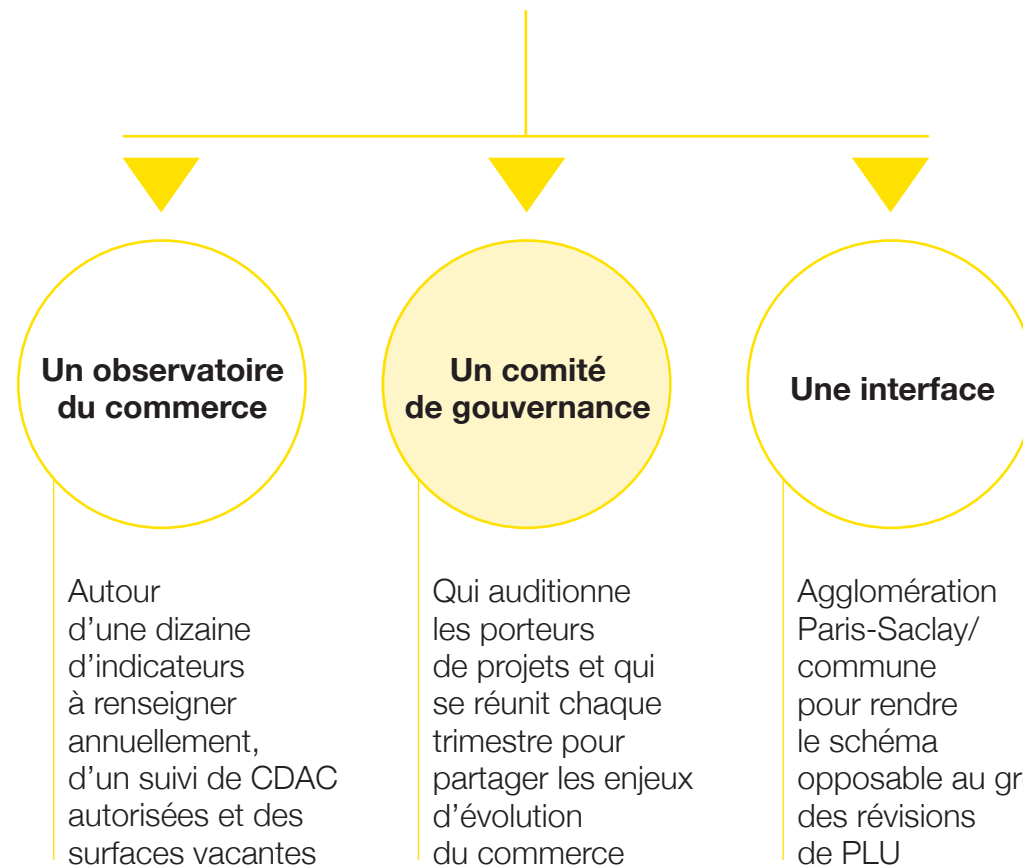 Un observatoire
du commerce
Autour
d’une dizaine
d’indicateurs
à renseigner
annuellement,
d’un suivi de CDAC
autorisées et des
surfaces vacantes
Un comité
de gouvernance
Qui auditionne
les porteurs
de projets et qui
se réunit chaque
trimestre pour
partager les enjeux
d’évolution
du commerce
Une interface
Agglomération
Paris-Saclay/
commune
pour rendre
le schéma
opposable au
des révisions
de PLU